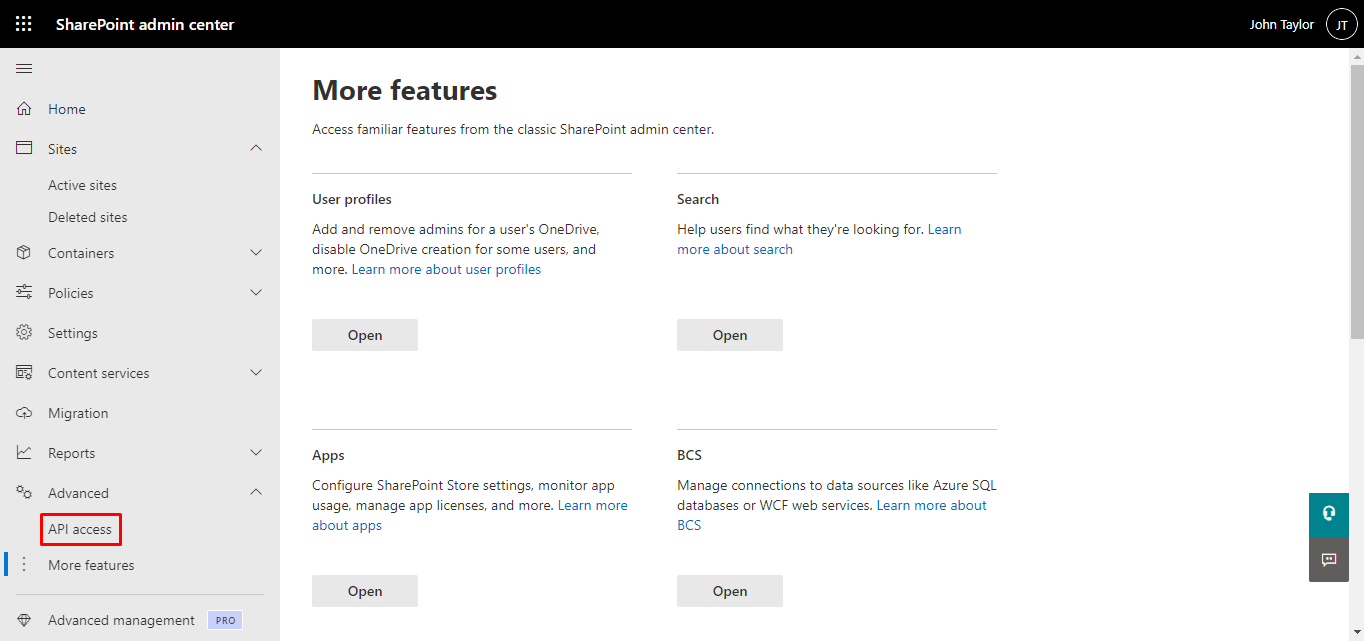 SharePoint admin center
John Taylor
JT
Home
Sites
Active sites
Deleted sites
Containers
Policies
Settings
Content services
Migration
Reports
Advanced
API access
More features
Advanced management PRO
More features
Access familiar features from the classic SharePoint admin center.
User profiles
Add and remove admins for a user's OneDrive,
disable OneDrive creation for some users, and
more. Learn more about user profiles
Open
Search
Help users find what they're looking for. Learn
more about search
Open
Apps
Configure SharePoint Store settings, monitor app
usage, manage app licenses, and more. Learn more
about apps
Open
BCS
Manage connections to data sources like Azure SQL
databases or WCF web services. Learn more about
BCS
Open